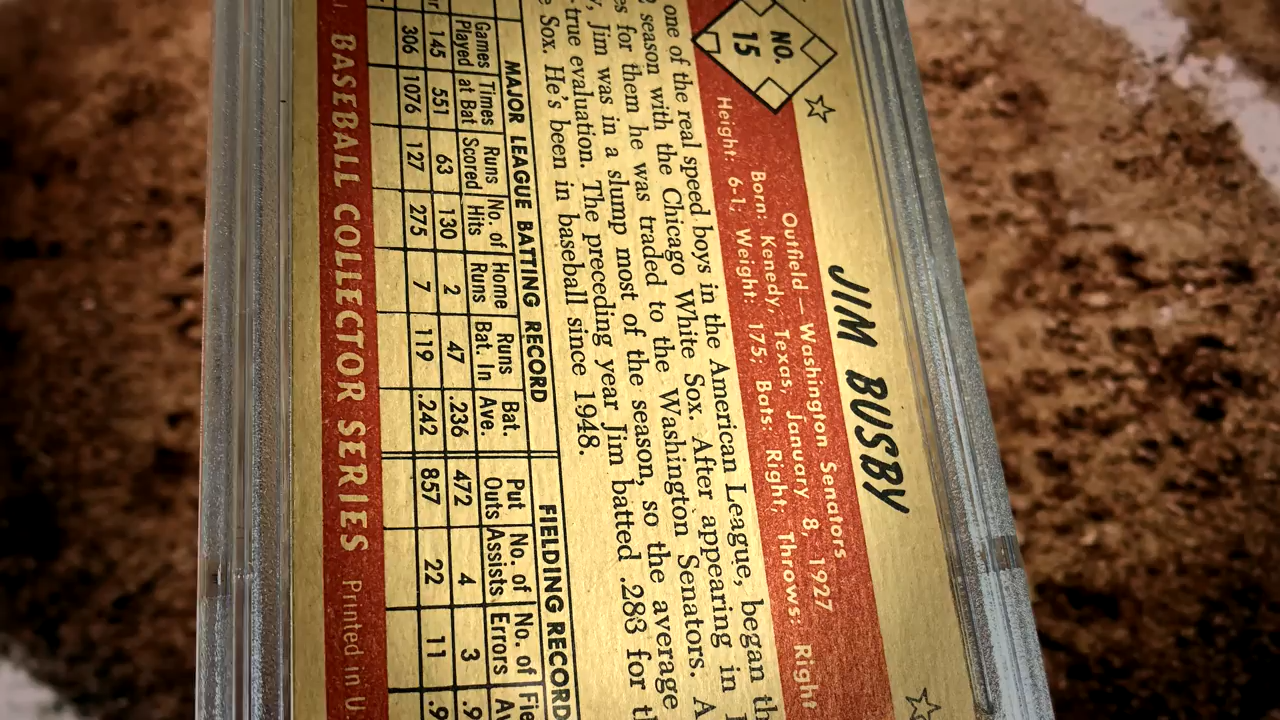 JIM BUSBY
NO.
15
Outfield — Washington Senators
Born: Kenedy, Texas, January 8, 1927
Height: 6-1; Weight: 175; Bats: Right; Throws: Right
one of the real speed boys in the American League, began
season with the Chicago White Sox. After appearing in
for them he was traded to the Washington Senators.
Jim was in a slump most of the season, so the average
true evaluation. The preceding year Jim batted .283 for
Sox. He's been in baseball since 1948.
MAJOR LEAGUE BATTING RECORD FIELDING RECORD
Games Times Runs No. of Home Runs Bat. Put No. of No. of
Played at Bat Scored Hits Runs Bat. In Ave. Outs Assists Errors
145 551 63 130 2 47 .236 472 4 3
306 1076 127 275 7 119 .242 857 22 11
BASEBALL COLLECTOR SERIES Printed in U.